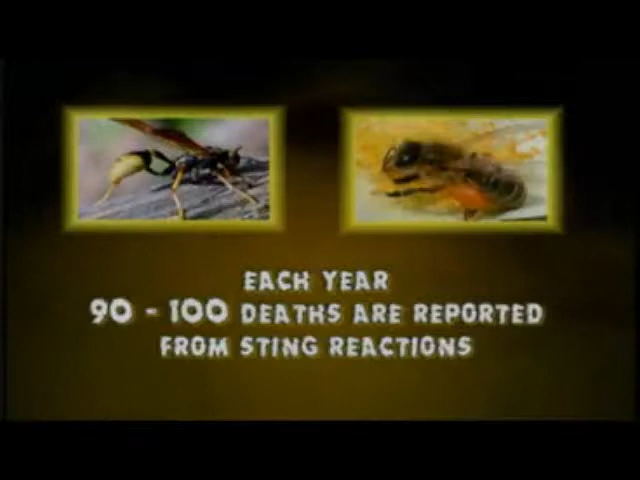 EACH YEAR
90 - 100 DEATHS ARE REPORTED
FROM STING REACTIONS